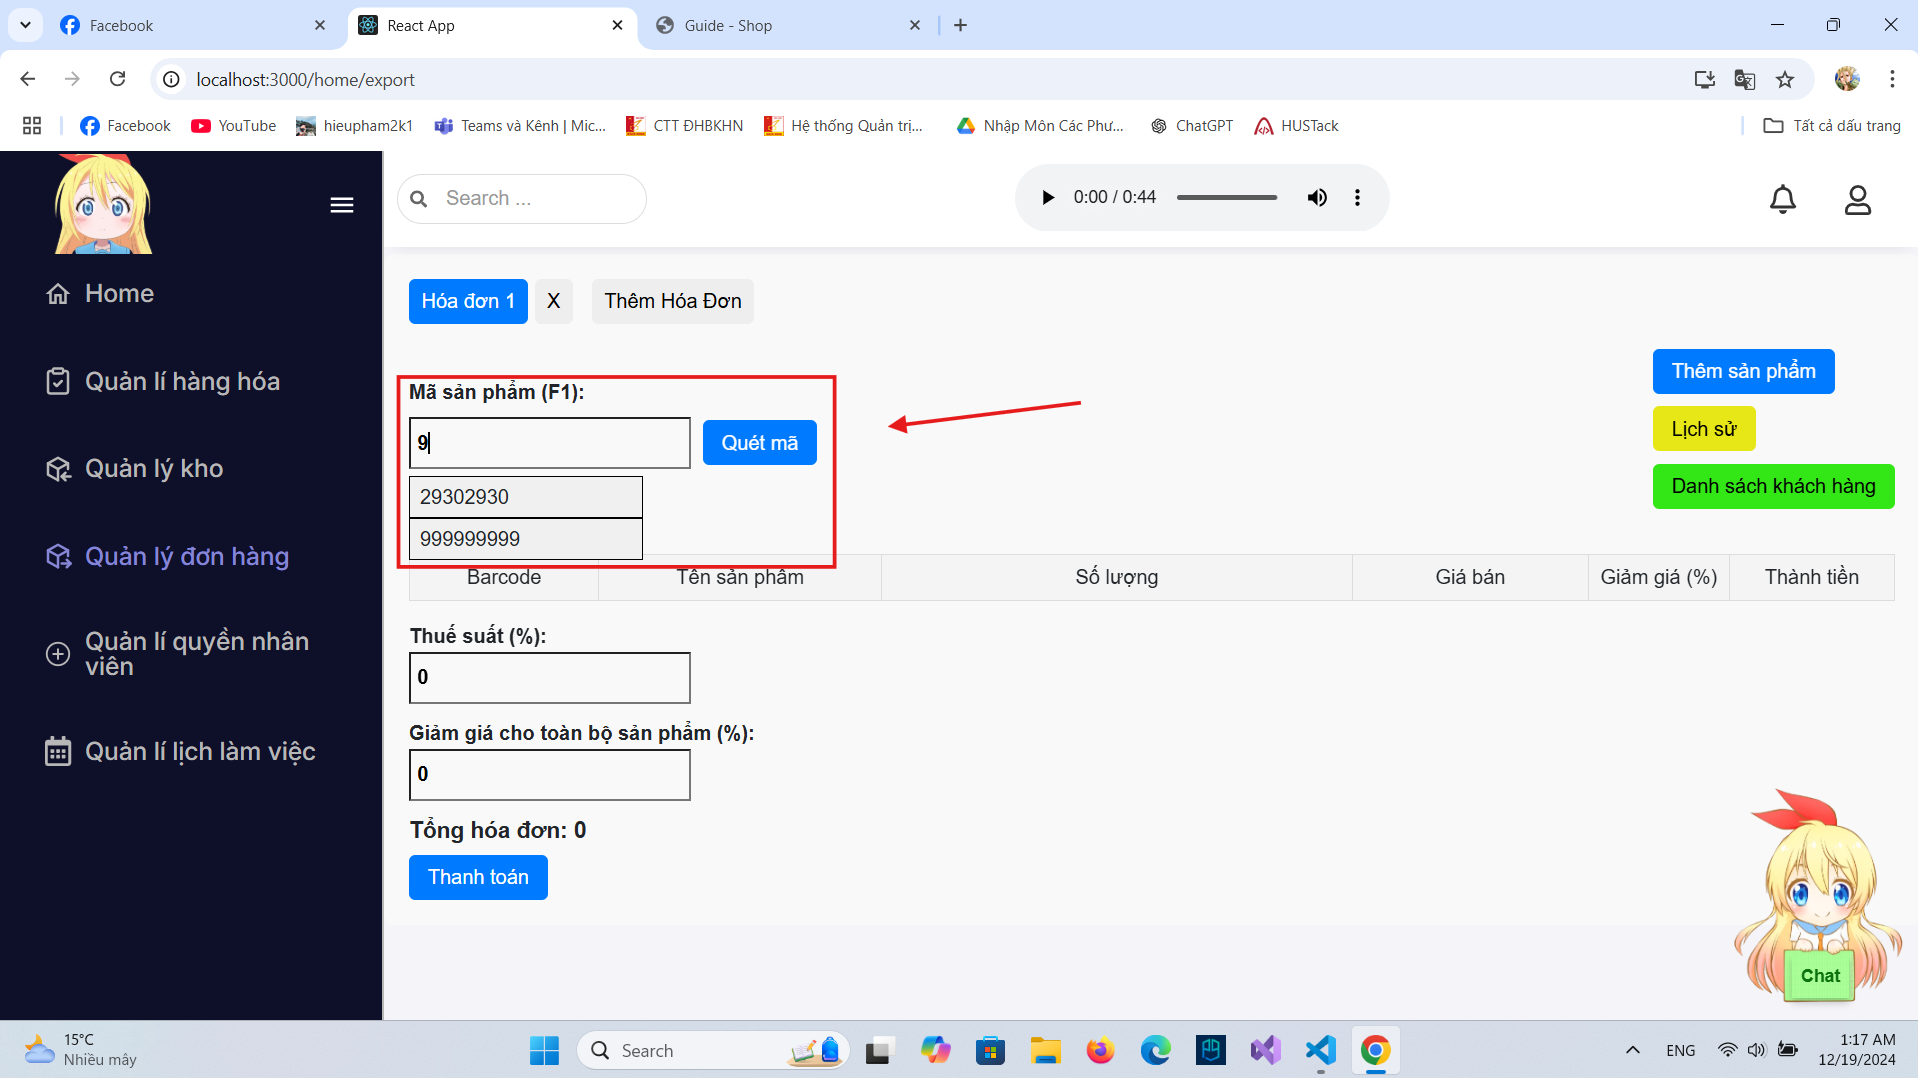 Facebook
React App
Guide - Shop
localhost:3000/home/export
Facebook
YouTube
hieupham2k1
Teams và Kênh | Mic...
CTT ĐHBKHN
Hệ thống Quản trị...
Nhập Môn Các Phư...
ChatGPT
HUSTack
Tất cả dấu trang
Search ...
0:00 / 0:44
Home
Quản lí hàng hóa
Quản lý kho
Quản lý đơn hàng
Quản lí quyền nhân
viên
Quản lí lịch làm việc
Hóa đơn 1
X
Thêm Hóa Đơn
Thêm sản phẩm
Lịch sử
Danh sách khách hàng
Mã sản phẩm (F1):
9
Quét mã
29302930
999999999
Barcode
Tên sản phẩm
Số lượng
Giá bán
Giảm giá (%)
Thành tiền
Thuế suất (%):
0
Giảm giá cho toàn bộ sản phẩm (%):
0
Tổng hóa đơn: 0
Thanh toán
Chat
15°C
Nhiều mây
Search
ENG
1:17 AM
12/19/2024